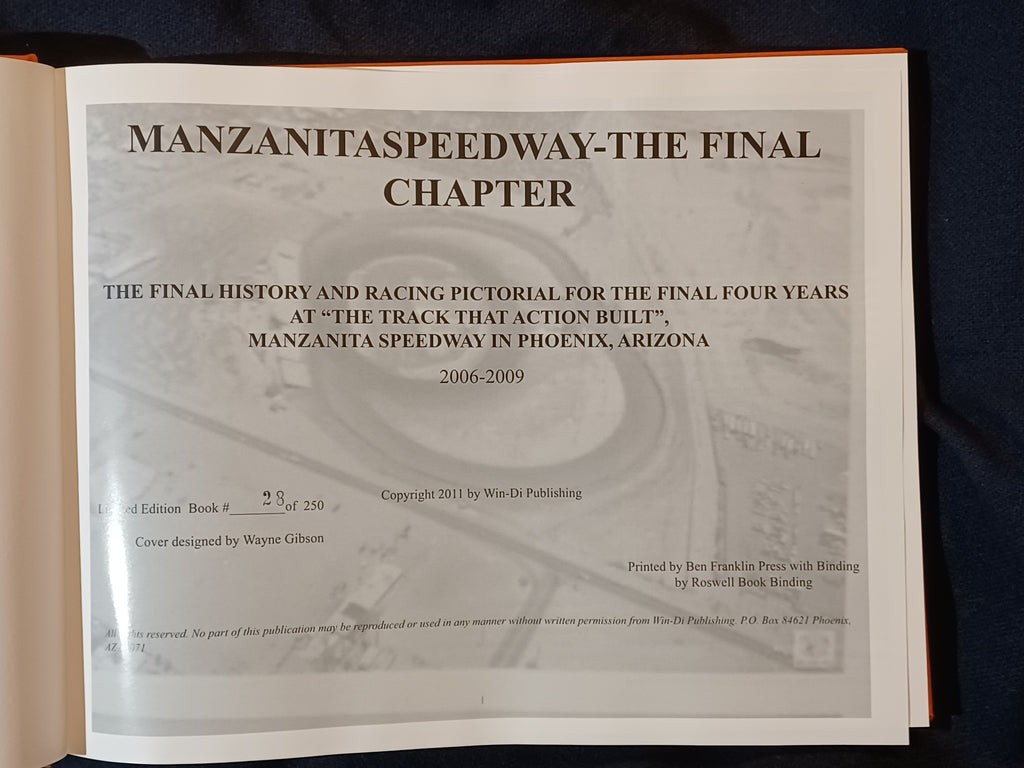 MANZANITASPEEDWAY-THE FINAL
CHAPTER
THE FINAL HISTORY AND RACING PICTORIAL FOR THE FINAL FOUR YEARS
AT “THE TRACK THAT ACTION BUILT”,
MANZANITA SPEEDWAY IN PHOENIX, ARIZONA
2006-2009
Copyright 2011 by Win-Di Publishing
Limited Edition Book # 28 of 250
Cover designed by Wayne Gibson
Printed by Ben Franklin Press with Binding
by Roswell Book Binding
All rights reserved. No part of this publication may be reproduced or used in any manner without written permission from Win-Di Publishing. P.O. Box 84621 Phoenix,
AZ